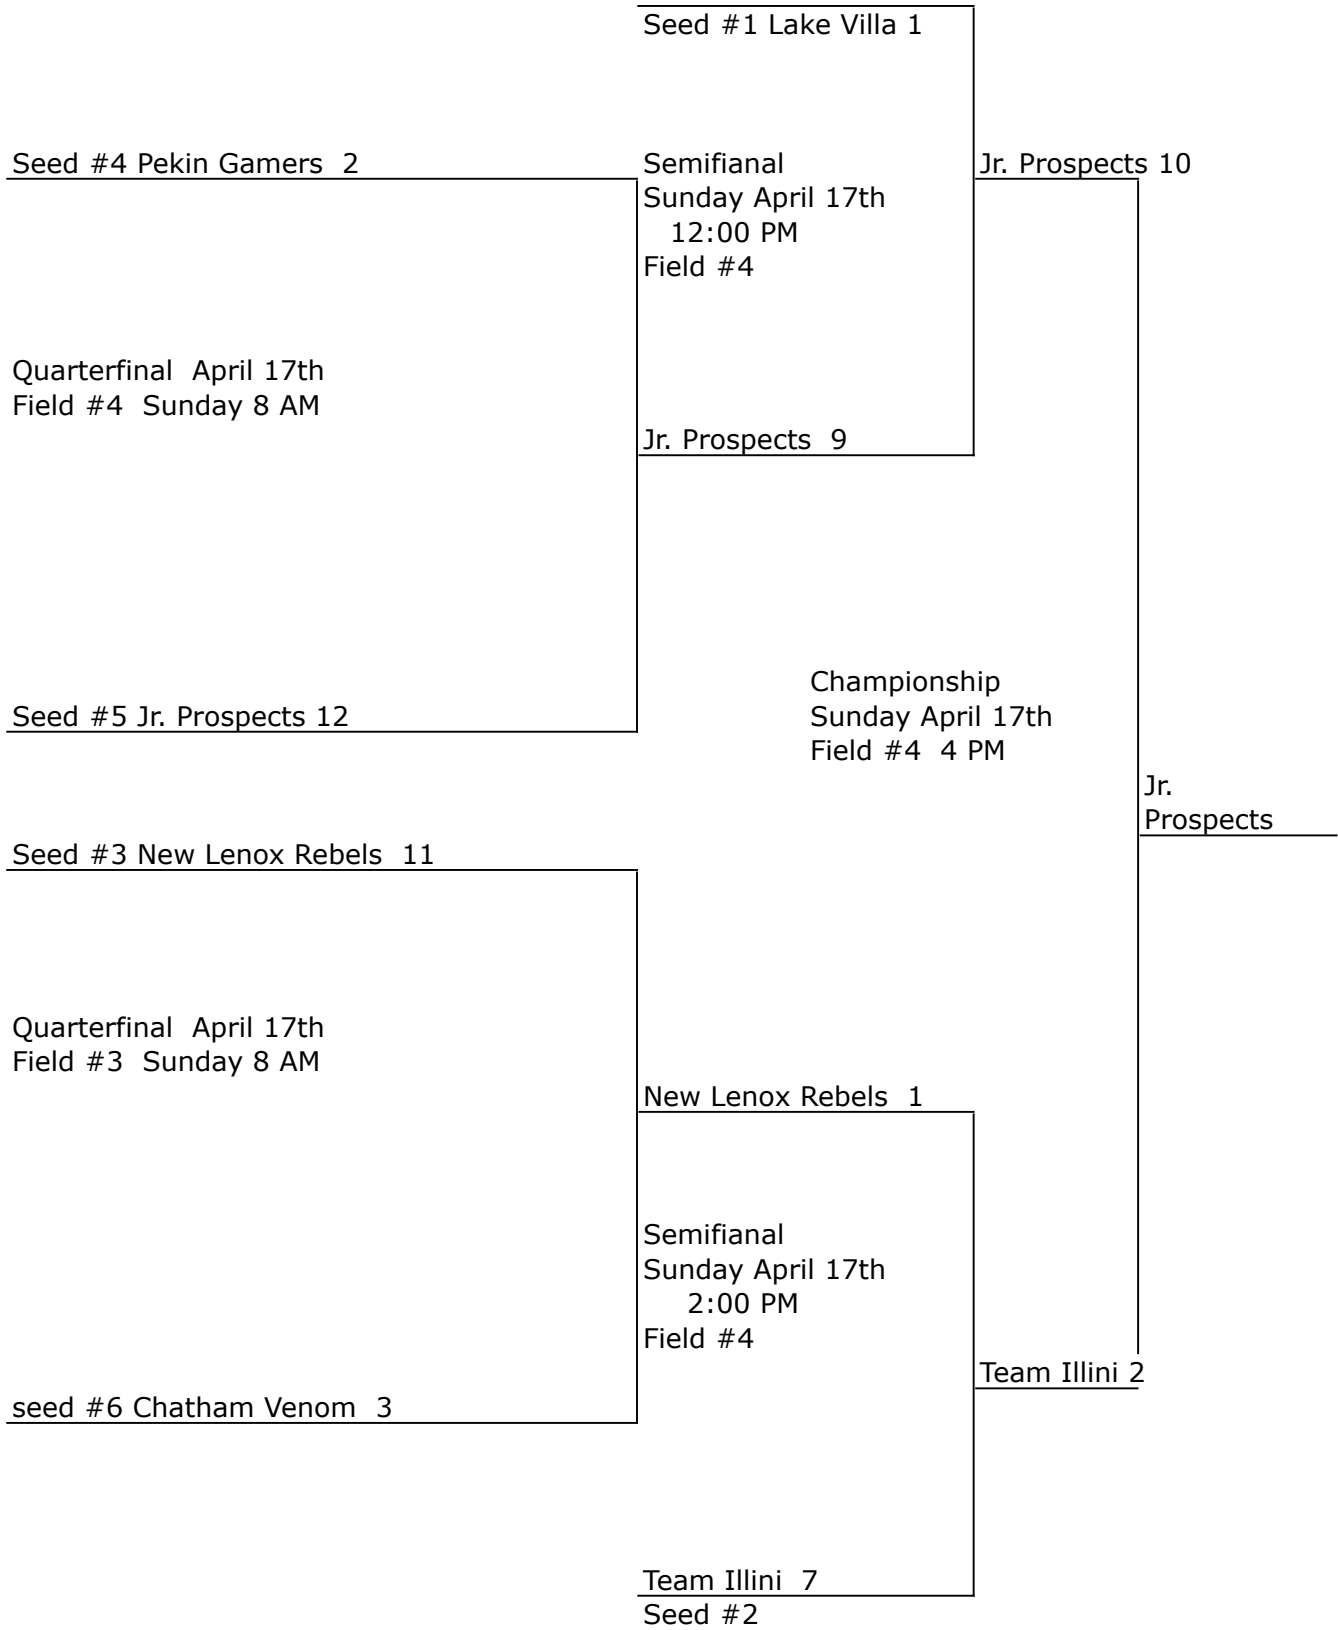 Seed #1 Lake Villa 1
Seed #4 Pekin Gamers  2
Semifianal
Sunday April 17th
12:00 PM
Field #4
Jr. Prospects 10
Quarterfinal  April 17th
Field #4  Sunday 8 AM
Jr. Prospects  9
Seed #5 Jr. Prospects 12
Championship
Sunday April 17th
Field #4  4 PM
Jr.
Prospects
Seed #3 New Lenox Rebels  11
Quarterfinal  April 17th
Field #3  Sunday 8 AM
New Lenox Rebels  1
Semifianal
Sunday April 17th
2:00 PM
Field #4
Team Illini 2
seed #6 Chatham Venom  3
Team Illini  7
Seed #2